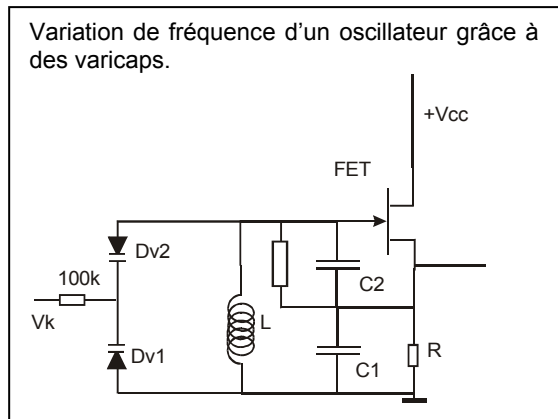 Variation de fréquence d'un oscillateur grâce à
des varicaps.
+Vcc
FET
Dv2
100k
C2
Vk
L
Dv1
C1
R